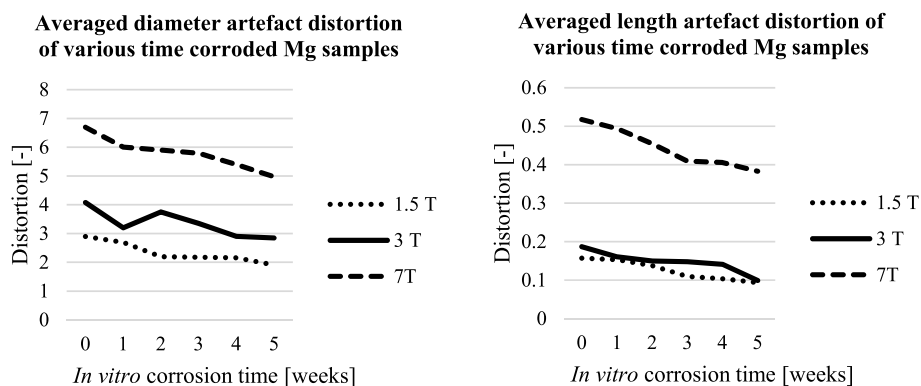 Averaged diameter artefact distortion
of various time corroded Mg samples
8
7
6
5
4
3
2
1
0
Distortion [-]
0 1 2 3 4 5
In vitro corrosion time [weeks]
1.5 T
3 T
7T
Averaged length artefact distortion of
various time corroded Mg samples
0.6
0.5
0.4
0.3
0.2
0.1
0
Distortion [-]
0 1 2 3 4 5
In vitro corrosion time [weeks]
1.5 T
3 T
7T